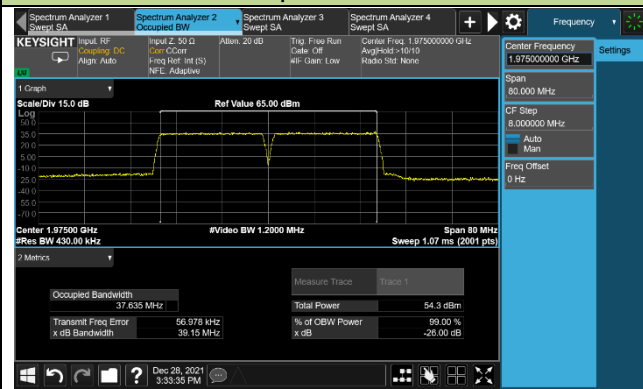 Spectrum Analyzer 1
Swept SA
Spectrum Analyzer 2
Occupied BW
Spectrum Analyzer 3
Swept SA
Spectrum Analyzer 4
Swept SA
Frequency
KEYSIGHT
Input: RF
Coupling: DC
Align: Auto
Input Z: 50 Ω
Corr CCorr
Freq Ref: Int (S)
NFE: Adaptive
Atten: 20 dB
Trig: Free Run
Gate: Off
#IF Gain: Low
Center Freq: 1.975000000 GHz
Avg|Hold:>10/10
Radio Std: None
LXI
Center Frequency
1.975000000 GHz
Settings
Span
80.000 MHz
CF Step
8.000000 MHz
Auto
Man
Freq Offset
0 Hz
1 Graph
Scale/Div 15.0 dB
Ref Value 65.00 dBm
Log
50.0
35.0
20.0
5.00
-10.0
-25.0
-40.0
-55.0
-70.0
Center 1.97500 GHz
#Video BW 1.2000 MHz
Span 80 MHz
#Res BW 430.00 kHz
Sweep 1.07 ms (2001 pts)
2 Metrics
Measure Trace
Trace 1
Occupied Bandwidth
37.635 MHz
Total Power
54.3 dBm
Transmit Freq Error
56.978 kHz
% of OBW Power
99.00 %
x dB Bandwidth
39.15 MHz
x dB
-26.00 dB
?
Dec 28, 2021
3:33:35 PM